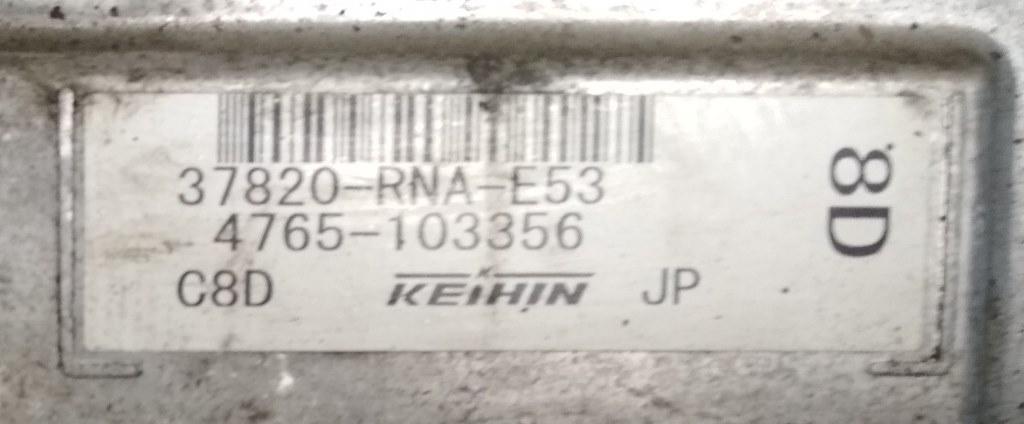 37820-RNA-E53
4765-103356
C8D KEIHIN JP
8D